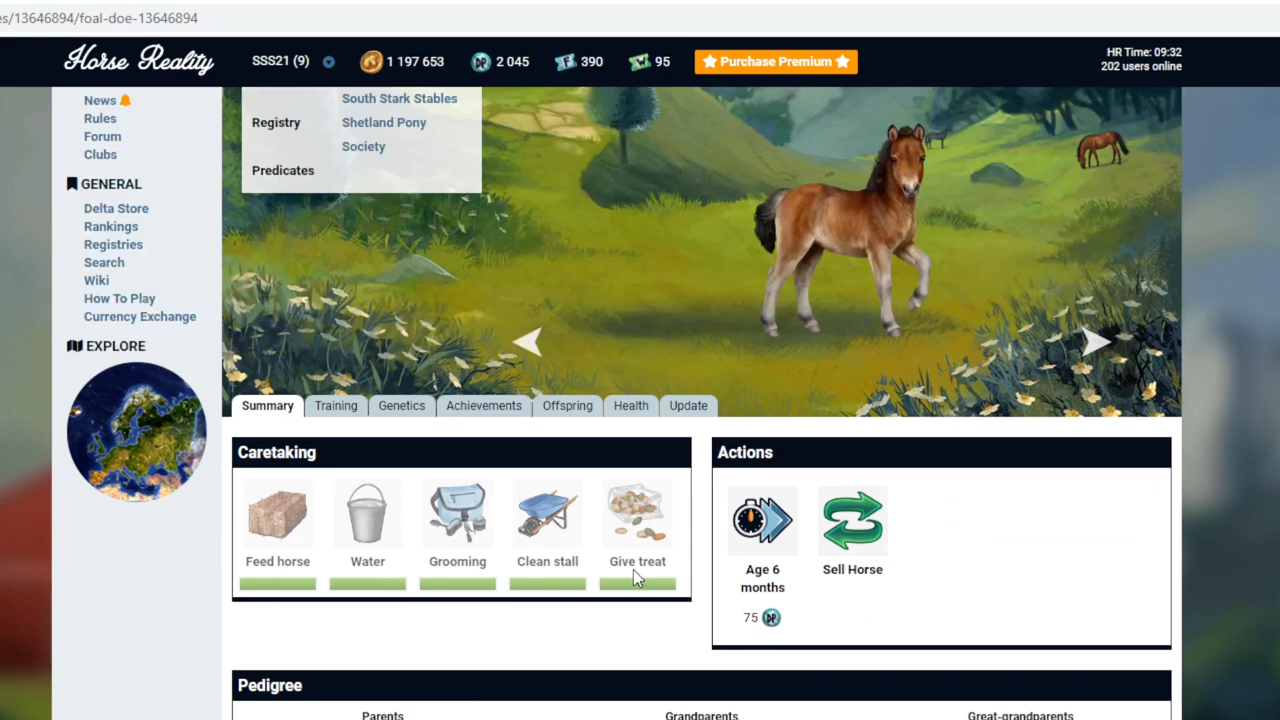 es/13646894/foal-doe-13646894
Horse Reality
SSS21 (9) 1 197 653 DP 2 045 F 390 W 95 Purchase Premium HR Time: 09:32
202 users online
News
Rules
Forum
Clubs
GENERAL
Delta Store
Rankings
Registries
Search
Wiki
How To Play
Currency Exchange
EXPLORE
South Stark Stables
Registry Shetland Pony
Society
Predicates
Summary Training Genetics Achievements Offspring Health Update
Caretaking
Feed horse Water Grooming Clean stall Give treat
Actions
Age 6 Sell Horse
months
75 DP
Pedigree
Parents Grandparents Great-grandparents